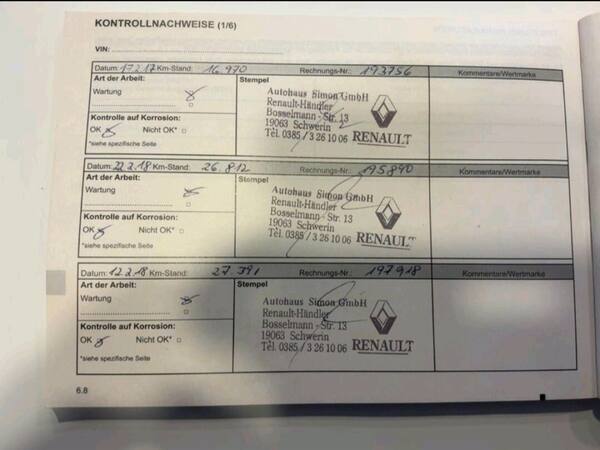 KONTROLLNACHWEISE (1/6)
VIN:
Datum: 17.2.17 Km-Stand: 16.970 Rechnungs-Nr.: 193756 Kommentare/Wertmarke
Art der Arbeit: Stempel
Wartung
Autohaus Simon GmbH
Renault-Händler
Bosselmann - Str. 13
19063 Schwerin
Tel. 0385 / 3 26 10 06 RENAULT
Kontrolle auf Korrosion:
OK Nicht OK*
*siehe spezifische Seite
Datum: 22.2.18 Km-Stand: 26.812 Rechnungs-Nr.: 195890 Kommentare/Wertmarke
Art der Arbeit: Stempel
Wartung
Autohaus Simon GmbH
Renault-Händler
Bosselmann - Str. 13
19063 Schwerin
Tel. 0385 / 3 26 10 06 RENAULT
Kontrolle auf Korrosion:
OK Nicht OK*
*siehe spezifische Seite
Datum: 12.2.18 Km-Stand: 27.391 Rechnungs-Nr.: 197918 Kommentare/Wertmarke
Art der Arbeit: Stempel
Wartung
Autohaus Simon GmbH
Renault-Händler
Bosselmann - Str. 13
19063 Schwerin
Tel. 0385 / 3 26 10 06 RENAULT
Kontrolle auf Korrosion:
OK Nicht OK*
*siehe spezifische Seite
6.8